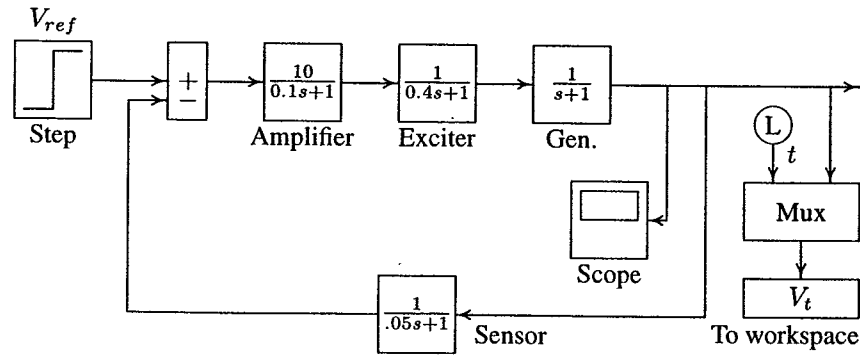 V_ref
Step
+
−
10
0.1s+1
Amplifier
1
0.4s+1
Exciter
1
s+1
Gen.
L
t
Mux
V_t
To workspace
Scope
1
.05s+1
Sensor